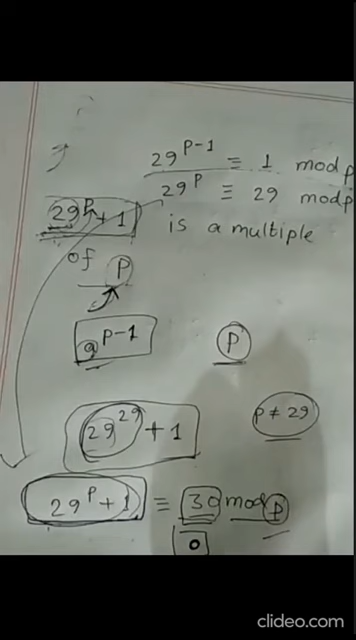 29^{p-1} ≡ 1 mod p
29^p ≡ 29 mod p
29^p + 1
is a multiple
of p
a^{p-1}
p
29^{29} + 1
p ≠ 29
29^p + 1 ≡ 30 mod p
0
clideo.com